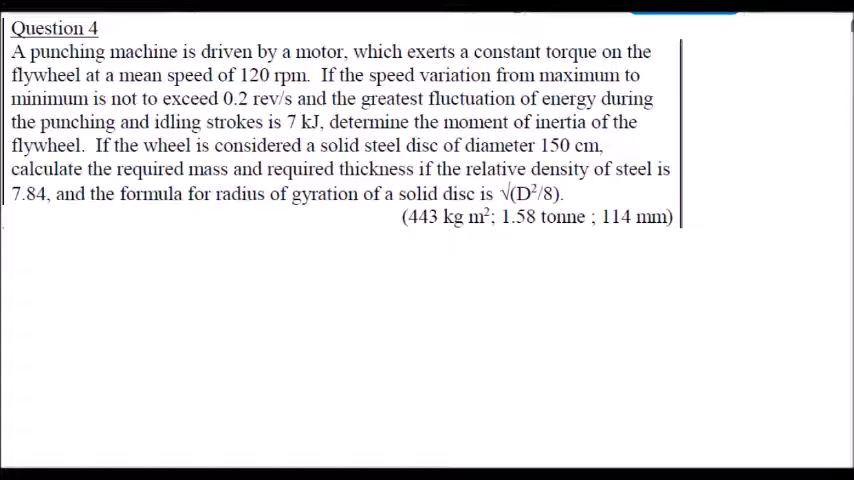 Question 4
A punching machine is driven by a motor, which exerts a constant torque on the
flywheel at a mean speed of 120 rpm. If the speed variation from maximum to
minimum is not to exceed 0.2 rev/s and the greatest fluctuation of energy during
the punching and idling strokes is 7 kJ, determine the moment of inertia of the
flywheel. If the wheel is considered a solid steel disc of diameter 150 cm,
calculate the required mass and required thickness if the relative density of steel is
7.84, and the formula for radius of gyration of a solid disc is √(D²/8).
(443 kg m²; 1.58 tonne ; 114 mm)